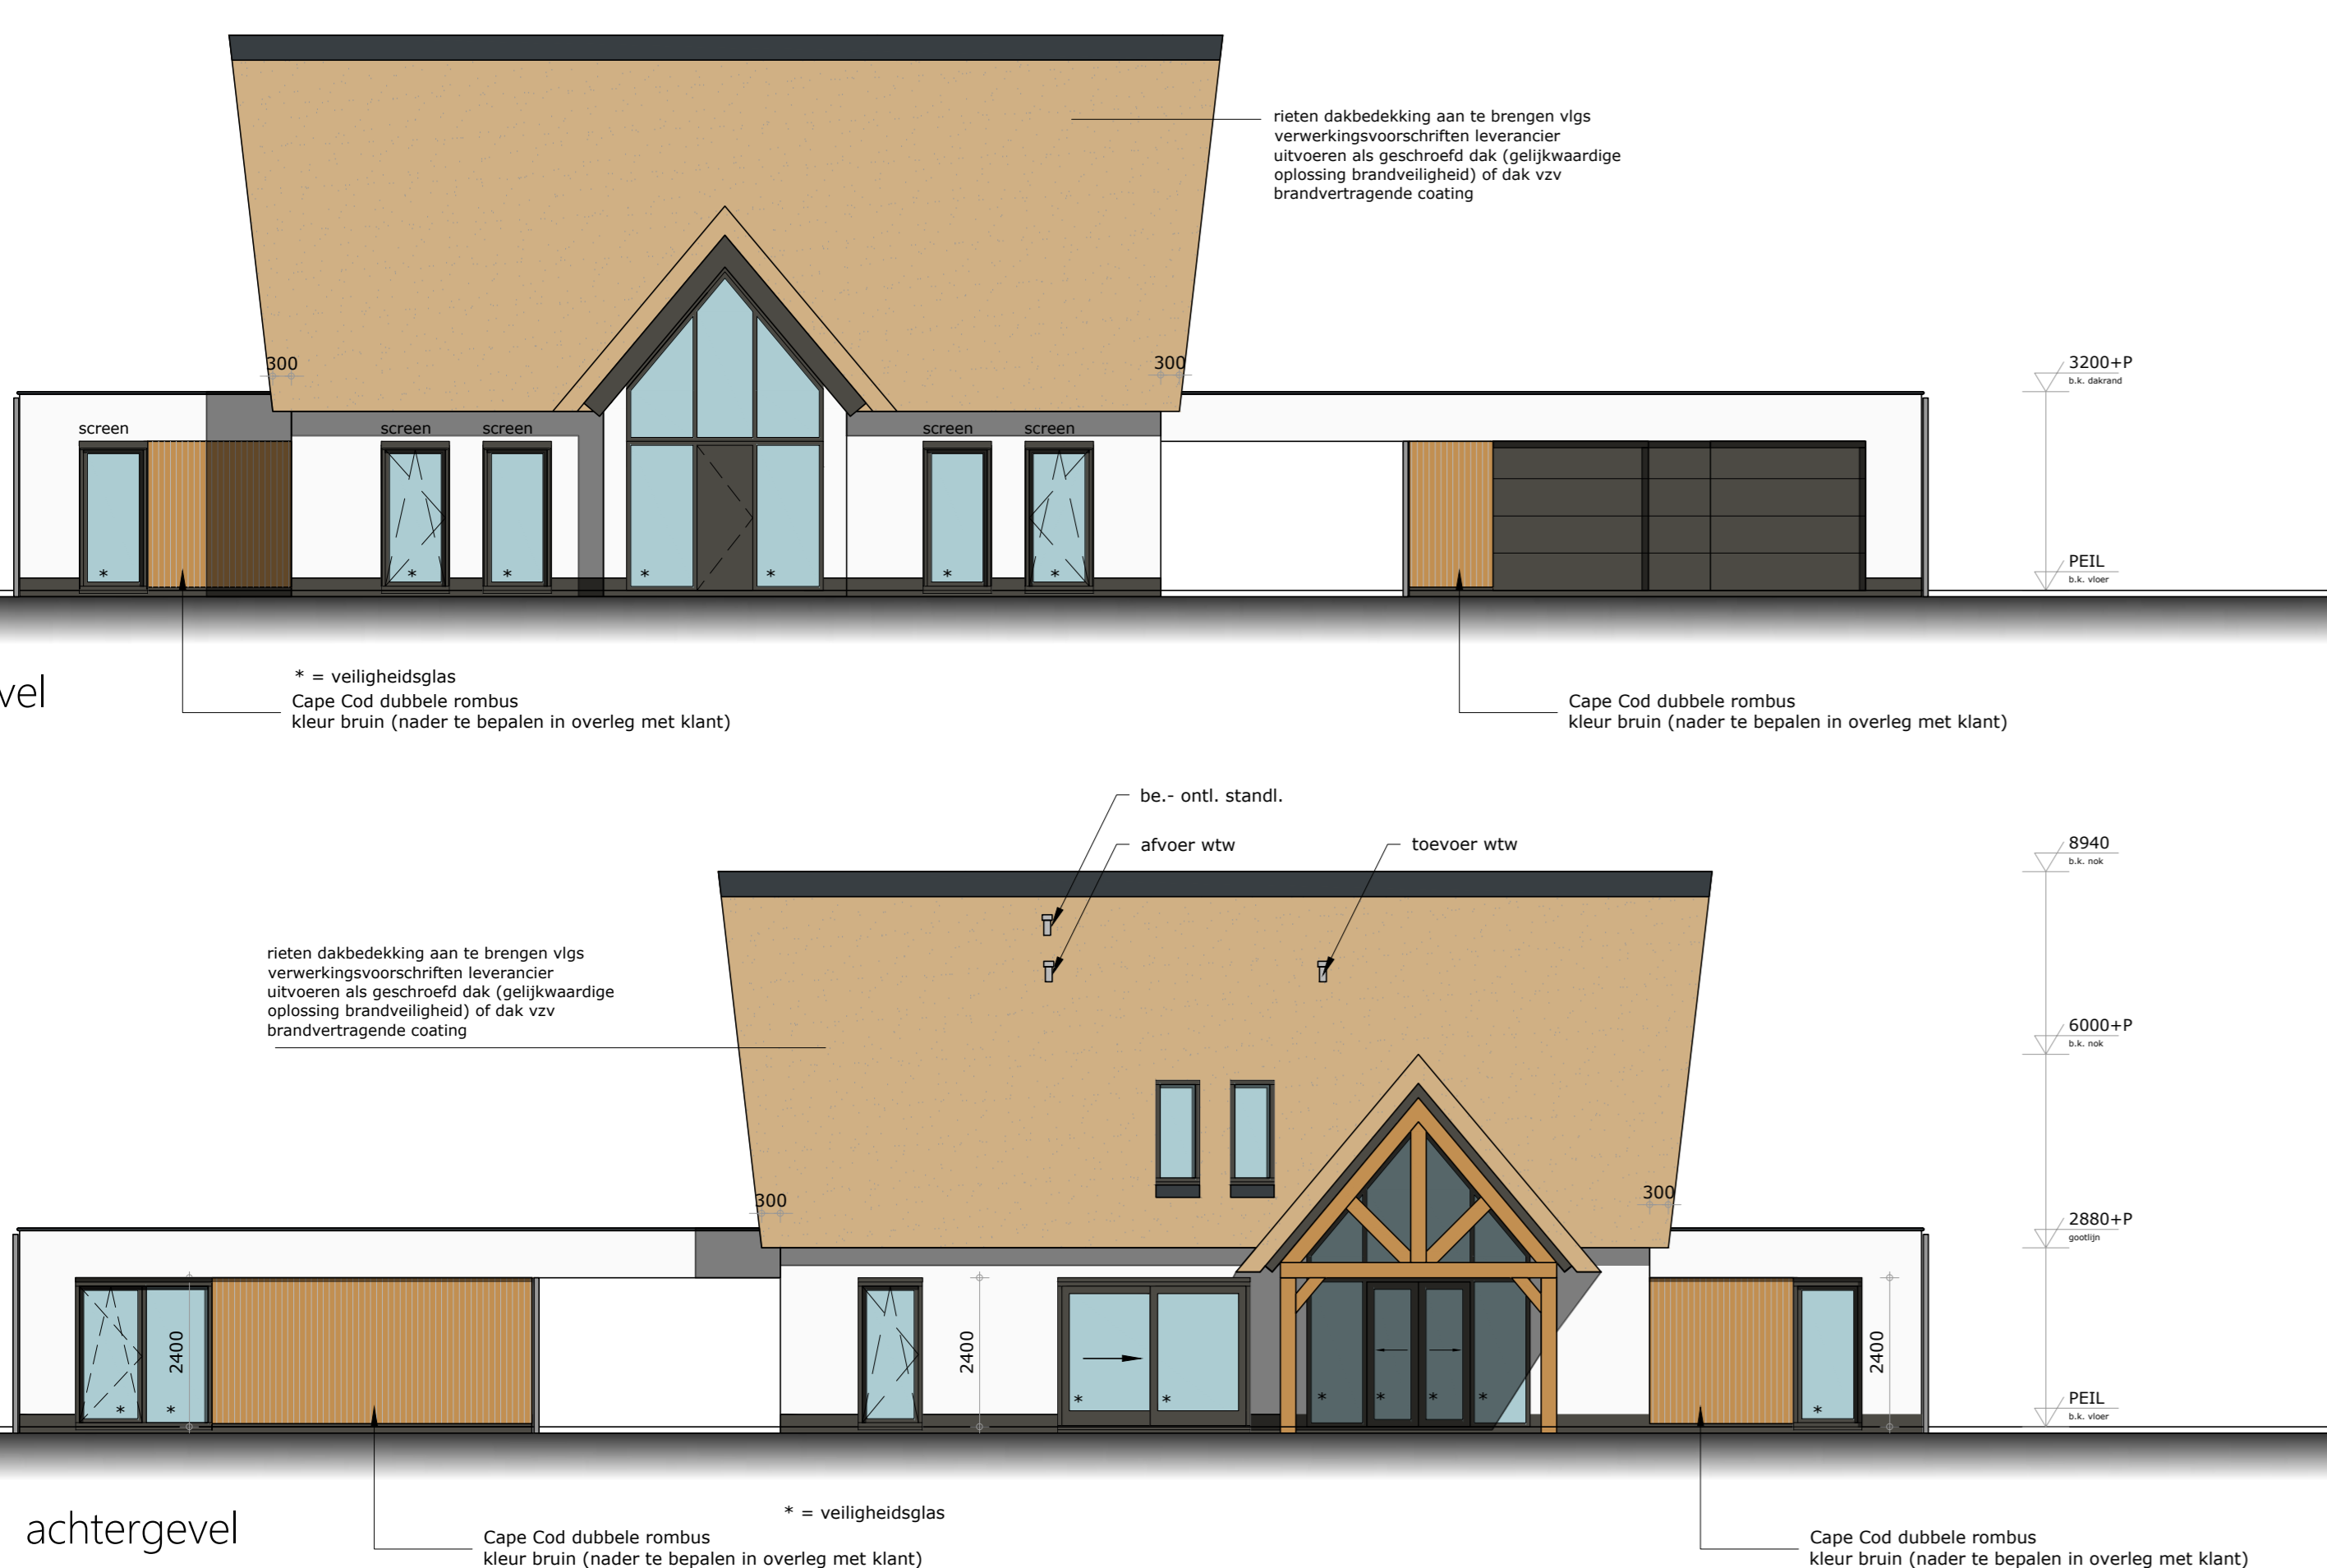 rieten dakbedekking aan te brengen vlgs
verwerkingsvoorschriften leverancier
uitvoeren als geschroefd dak (gelijkwaardige
oplossing brandveiligheid) of dak vzv
brandvertragende coating
300
300
3200+P
b.k. dakrand
screen
screen
screen
screen
screen
PEIL
b.k. vloer
*
*
*
*
*
*
*
vel
* = veiligheidsglas
Cape Cod dubbele rombus
kleur bruin (nader te bepalen in overleg met klant)
Cape Cod dubbele rombus
kleur bruin (nader te bepalen in overleg met klant)
be.- ontl. standl.
afvoer wtw
toevoer wtw
8940
b.k. nok
rieten dakbedekking aan te brengen vlgs
verwerkingsvoorschriften leverancier
uitvoeren als geschroefd dak (gelijkwaardige
oplossing brandveiligheid) of dak vzv
brandvertragende coating
6000+P
b.k. nok
300
300
2880+P
gootlijn
2400
2400
2400
*
*
*
*
*
*
*
*
*
PEIL
b.k. vloer
achtergevel
* = veiligheidsglas
Cape Cod dubbele rombus
kleur bruin (nader te bepalen in overleg met klant)
Cape Cod dubbele rombus
kleur bruin (nader te bepalen in overleg met klant)